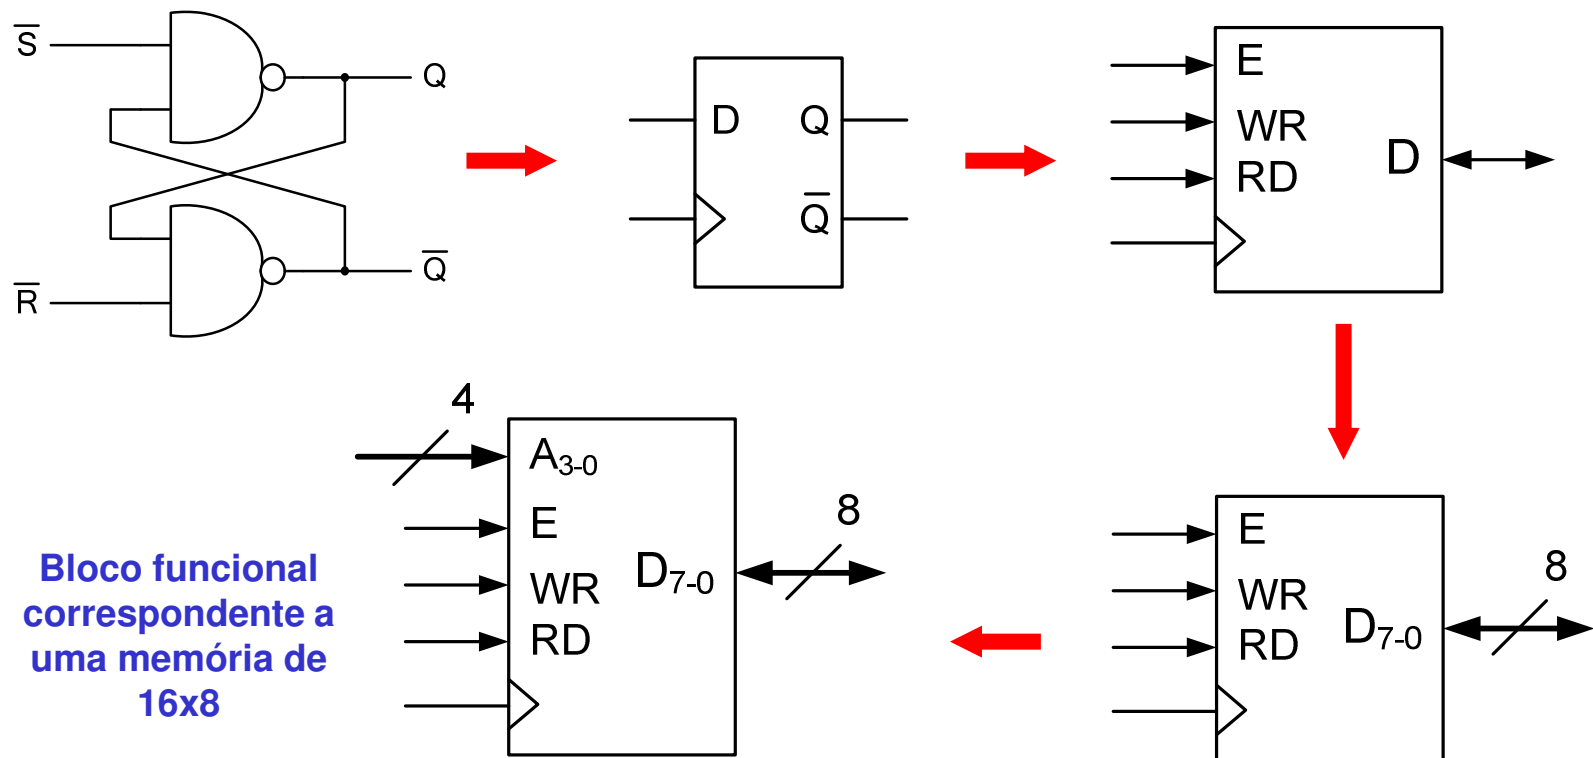 S̅
Q
R̅
Q̅
D Q
Q̅
E
WR
RD
D
4
A3-0
E
WR
RD
D7-0
8
E
WR
RD
D7-0
8
Bloco funcional
correspondente a
uma memória de
16x8